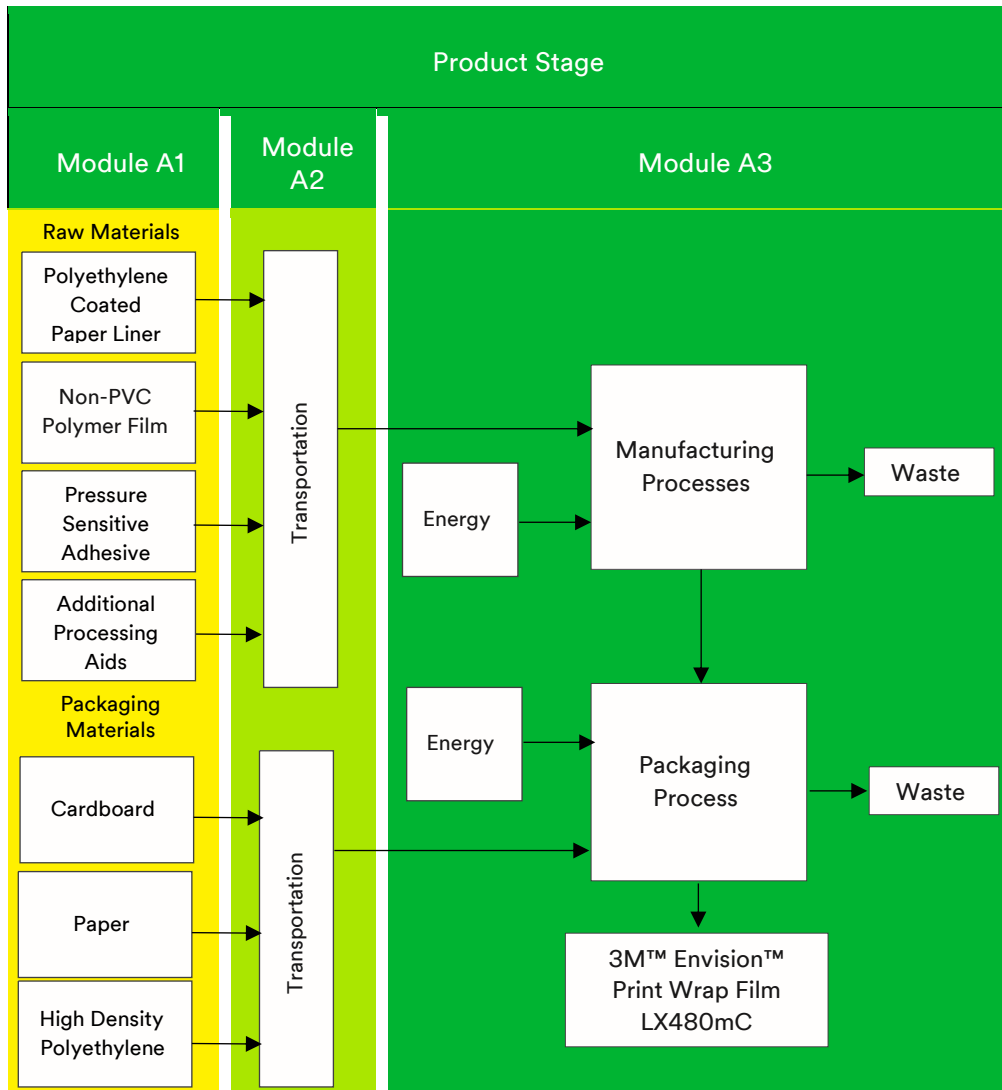 Product Stage
Module A1
Module
A2
Module A3
Raw Materials
Polyethylene
Coated
Paper Liner
Non-PVC
Polymer Film
Pressure
Sensitive
Adhesive
Additional
Processing
Aids
Packaging
Materials
Cardboard
Paper
High Density
Polyethylene
Transportation
Transportation
Energy
Manufacturing
Processes
Waste
Energy
Packaging
Process
Waste
3M™ Envision™
Print Wrap Film
LX480mC